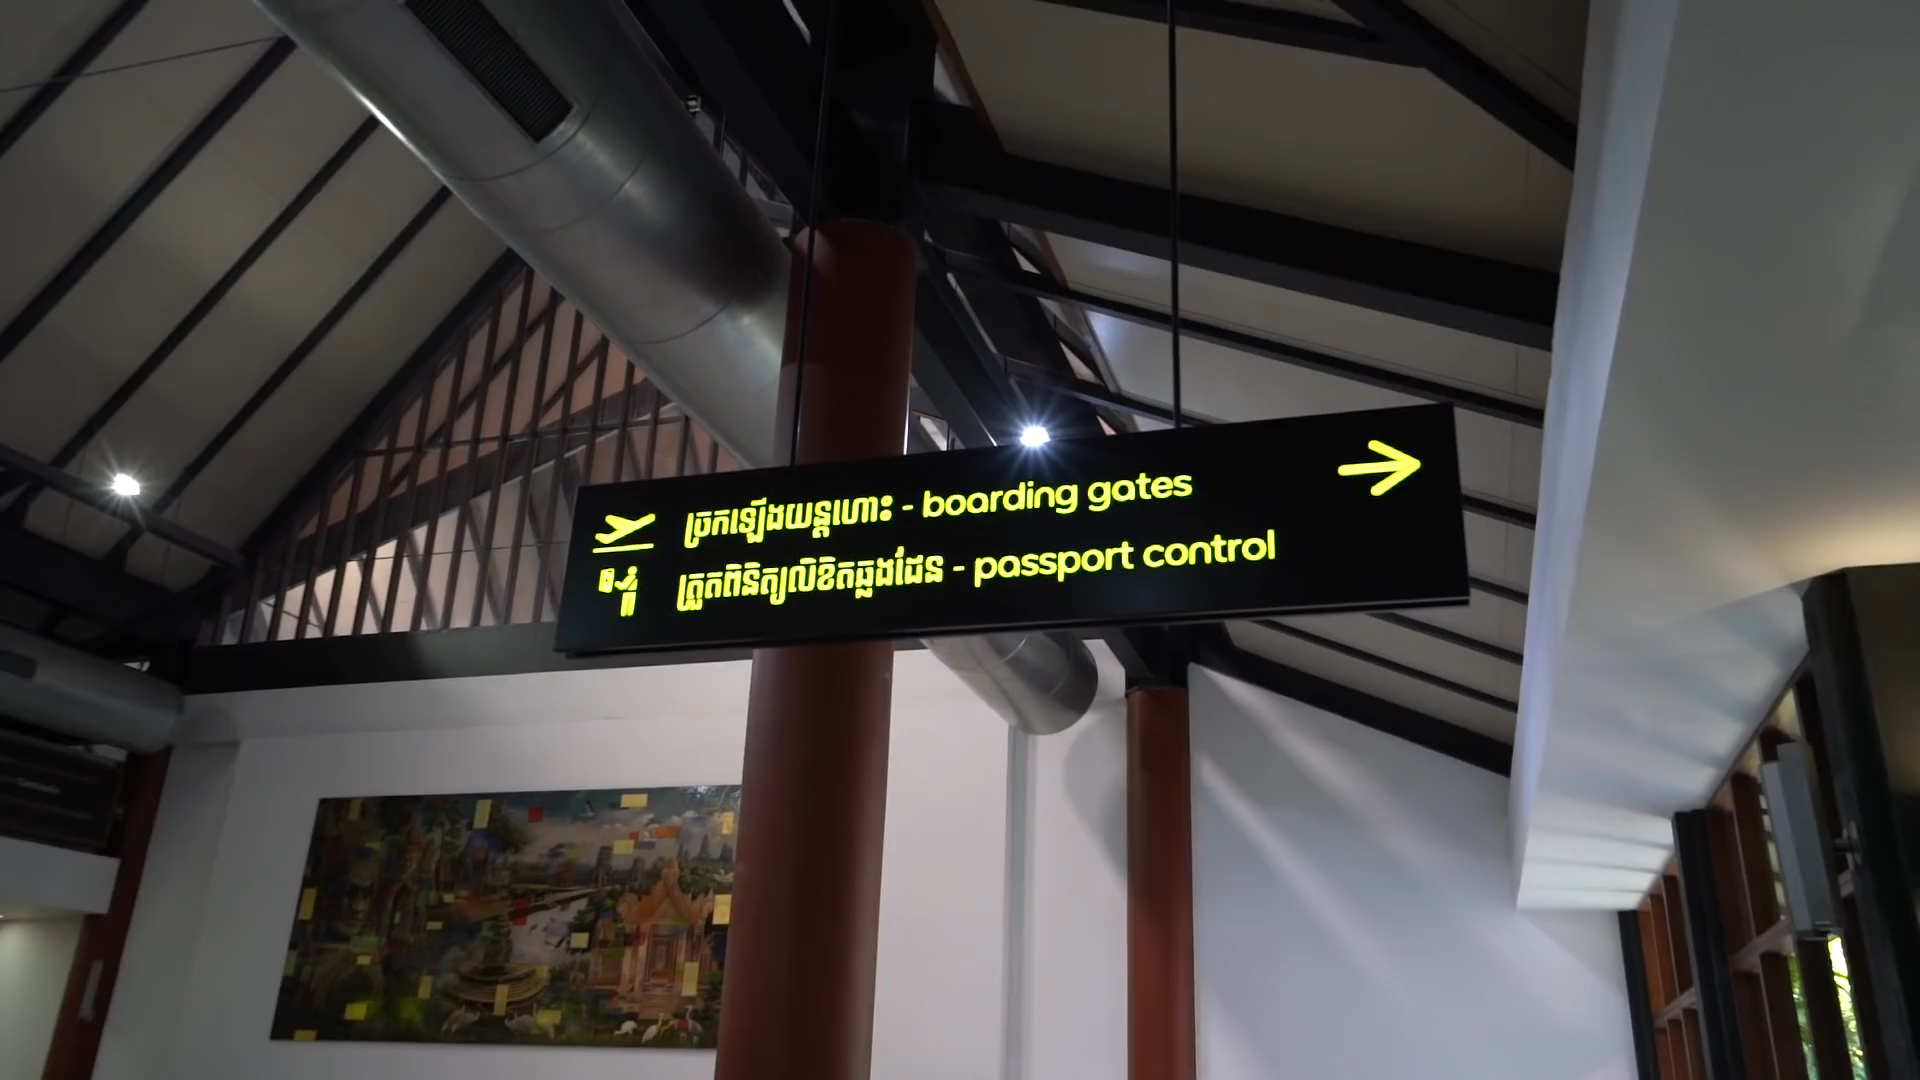 ច្រកឡើងយន្តហោះ - boarding gates
ត្រួតពិនិត្យលិខិតឆ្លងដែន - passport control